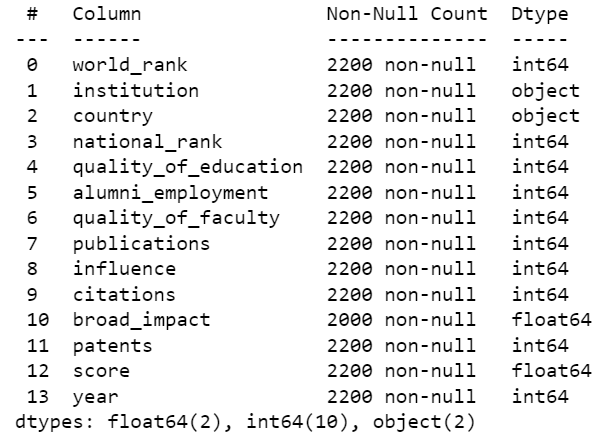 #   Column                Non-Null Count  Dtype
---  ------                --------------  -----
0   world_rank            2200 non-null   int64
1   institution           2200 non-null   object
2   country               2200 non-null   object
3   national_rank         2200 non-null   int64
4   quality_of_education  2200 non-null   int64
5   alumni_employment     2200 non-null   int64
6   quality_of_faculty    2200 non-null   int64
7   publications          2200 non-null   int64
8   influence             2200 non-null   int64
9   citations             2200 non-null   int64
10  broad_impact          2000 non-null   float64
11  patents               2200 non-null   int64
12  score                 2200 non-null   float64
13  year                  2200 non-null   int64
dtypes: float64(2), int64(10), object(2)